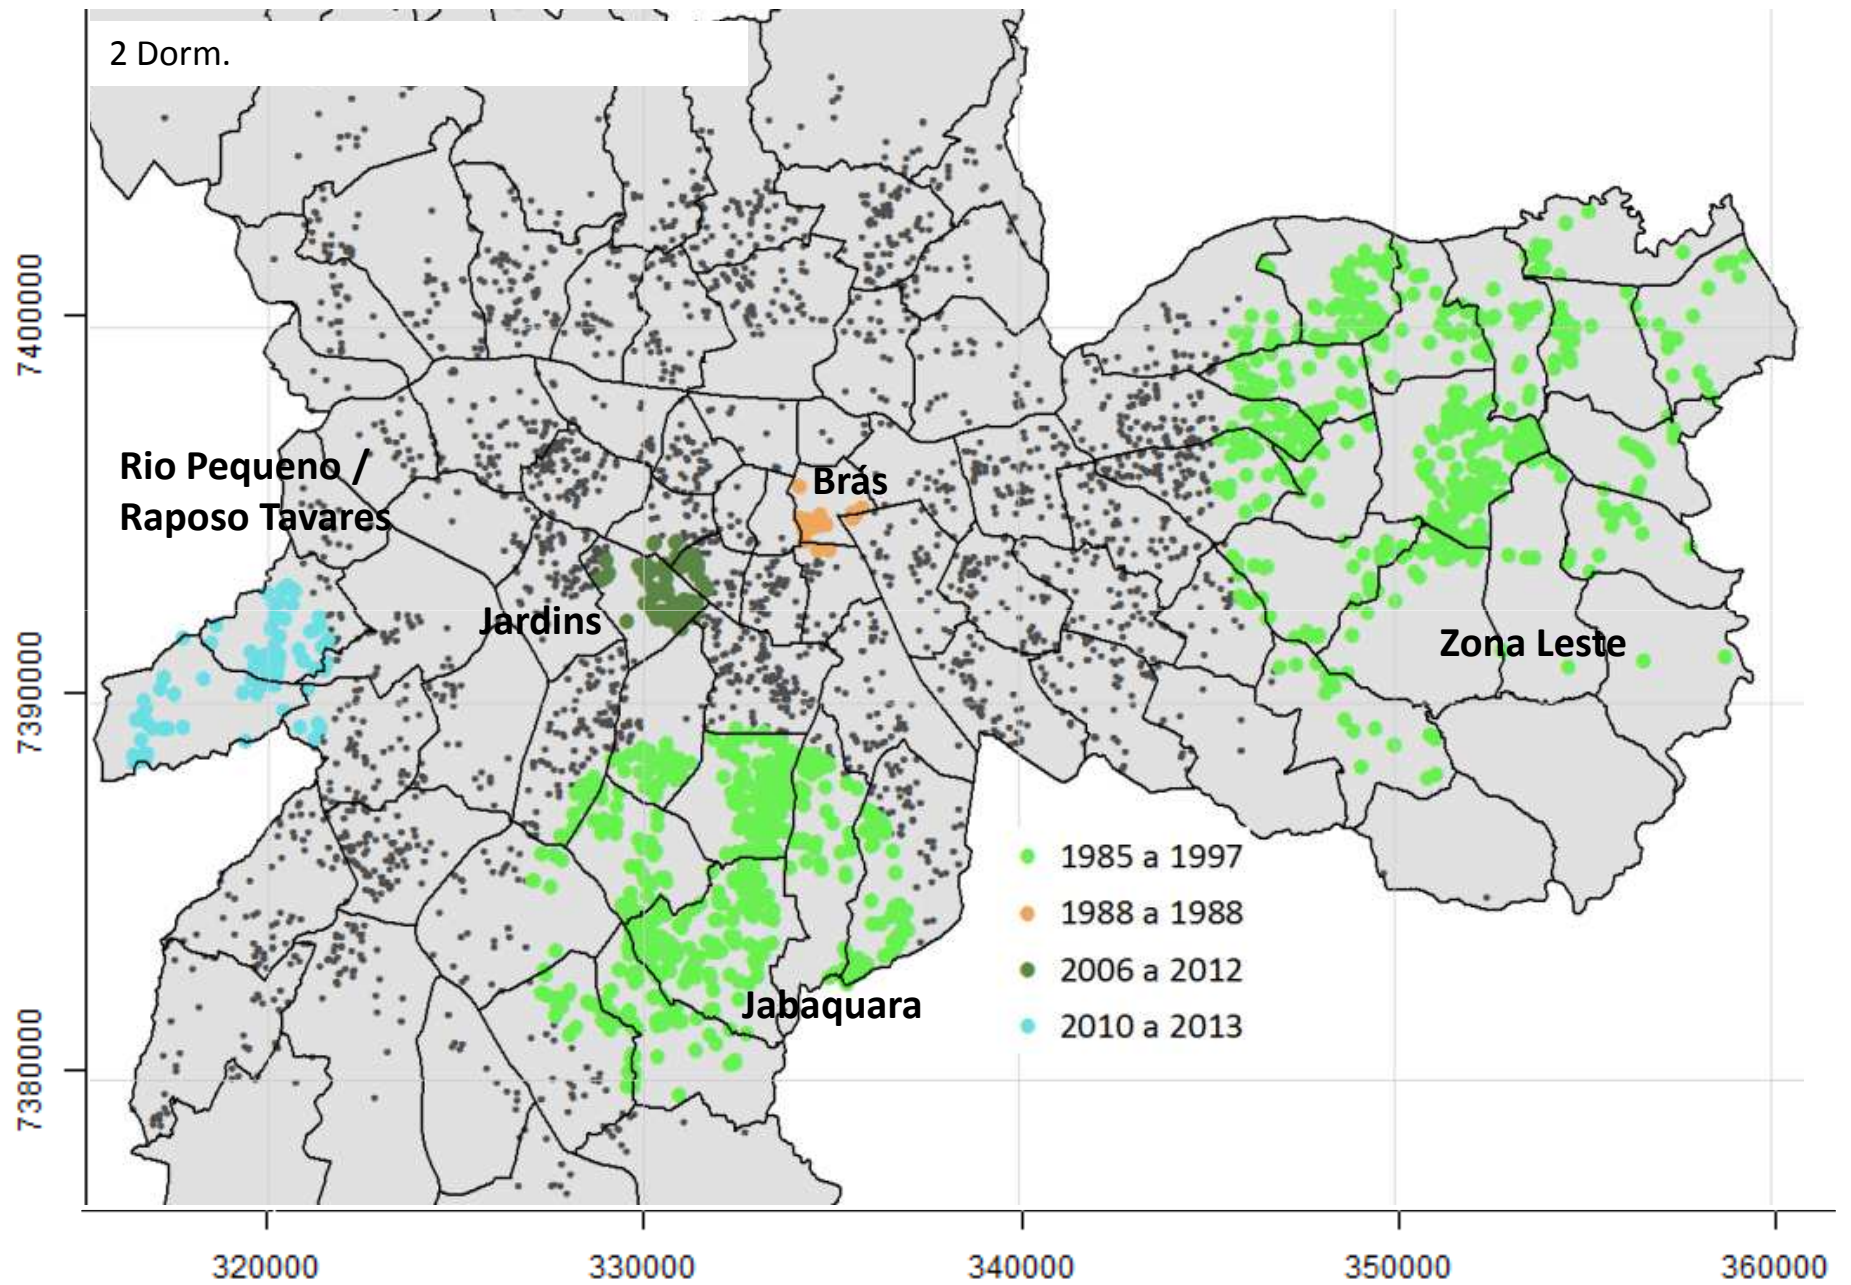 2 Dorm.
Rio Pequeno /
Raposo Tavares
Brás
Jardins
Zona Leste
Jabaquara
1985 a 1997
1988 a 1988
2006 a 2012
2010 a 2013
7400000
7390000
7380000
320000
330000
340000
350000
360000